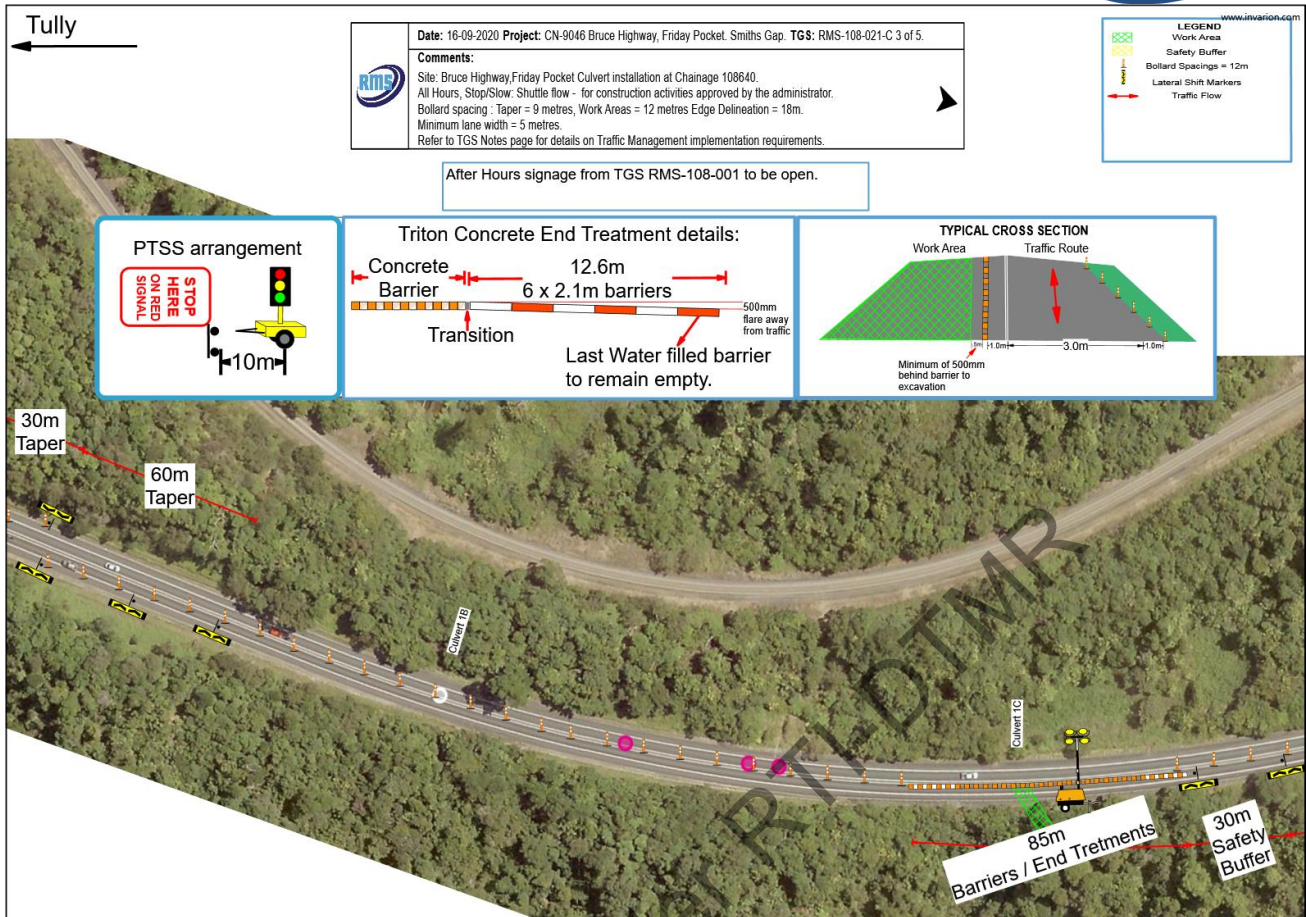 Tully
www.invarion.com
RMS
Date: 16-09-2020 Project: CN-9046 Bruce Highway, Friday Pocket. Smiths Gap. TGS: RMS-108-021-C 3 of 5.
Comments:
Site: Bruce Highway,Friday Pocket Culvert installation at Chainage 108640.
All Hours, Stop/Slow: Shuttle flow - for construction activities approved by the administrator.
Bollard spacing : Taper = 9 metres, Work Areas = 12 metres Edge Delineation = 18m.
Minimum lane width = 5 metres.
Refer to TGS Notes page for details on Traffic Management implementation requirements.
LEGEND
Work Area
Safety Buffer
Bollard Spacings = 12m
Lateral Shift Markers
Traffic Flow
After Hours signage from TGS RMS-108-001 to be open.
PTSS arrangement
STOP
HERE
ON RED
SIGNAL
10m
Triton Concrete End Treatment details:
Concrete
Barrier
12.6m
6 x 2.1m barriers
Transition
500mm
flare away
from traffic
Last Water filled barrier
to remain empty.
TYPICAL CROSS SECTION
Work Area
Traffic Route
.5m
1.0m
3.0m
1.0m
Minimum of 500mm
behind barrier to
excavation
30m
Taper
60m
Taper
Culvert 1B
Culvert 1C
85m
Barriers / End Tretments
30m
Safety
Buffer
RTI-DTMR